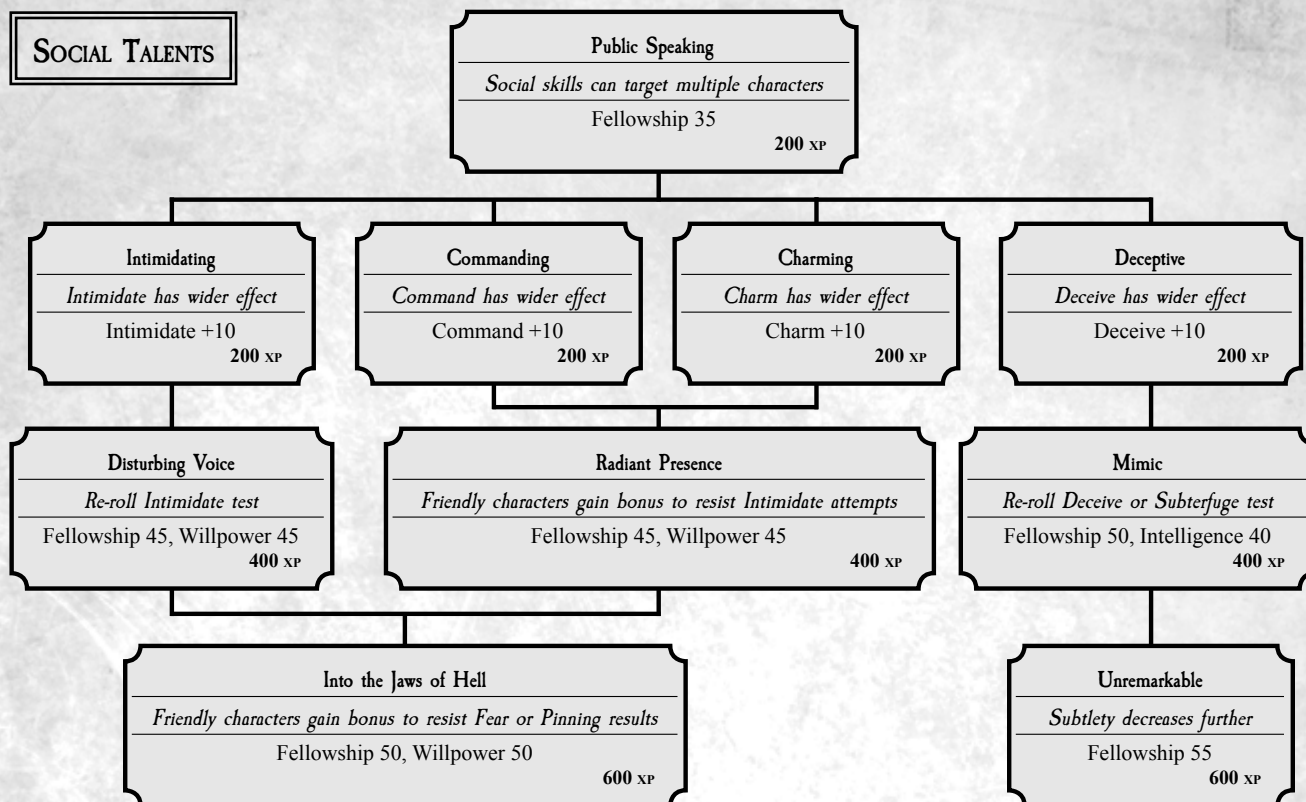 SOCIAL TALENTS
Public Speaking
Social skills can target multiple characters
Fellowship 35
200 XP
Intimidating
Intimidate has wider effect
Intimidate +10
200 XP
Commanding
Command has wider effect
Command +10
200 XP
Charming
Charm has wider effect
Charm +10
200 XP
Deceptive
Deceive has wider effect
Deceive +10
200 XP
Disturbing Voice
Re-roll Intimidate test
Fellowship 45, Willpower 45
400 XP
Radiant Presence
Friendly characters gain bonus to resist Intimidate attempts
Fellowship 45, Willpower 45
400 XP
Mimic
Re-roll Deceive or Subterfuge test
Fellowship 50, Intelligence 40
400 XP
Into the Jaws of Hell
Friendly characters gain bonus to resist Fear or Pinning results
Fellowship 50, Willpower 50
600 XP
Unremarkable
Subtlety decreases further
Fellowship 55
600 XP